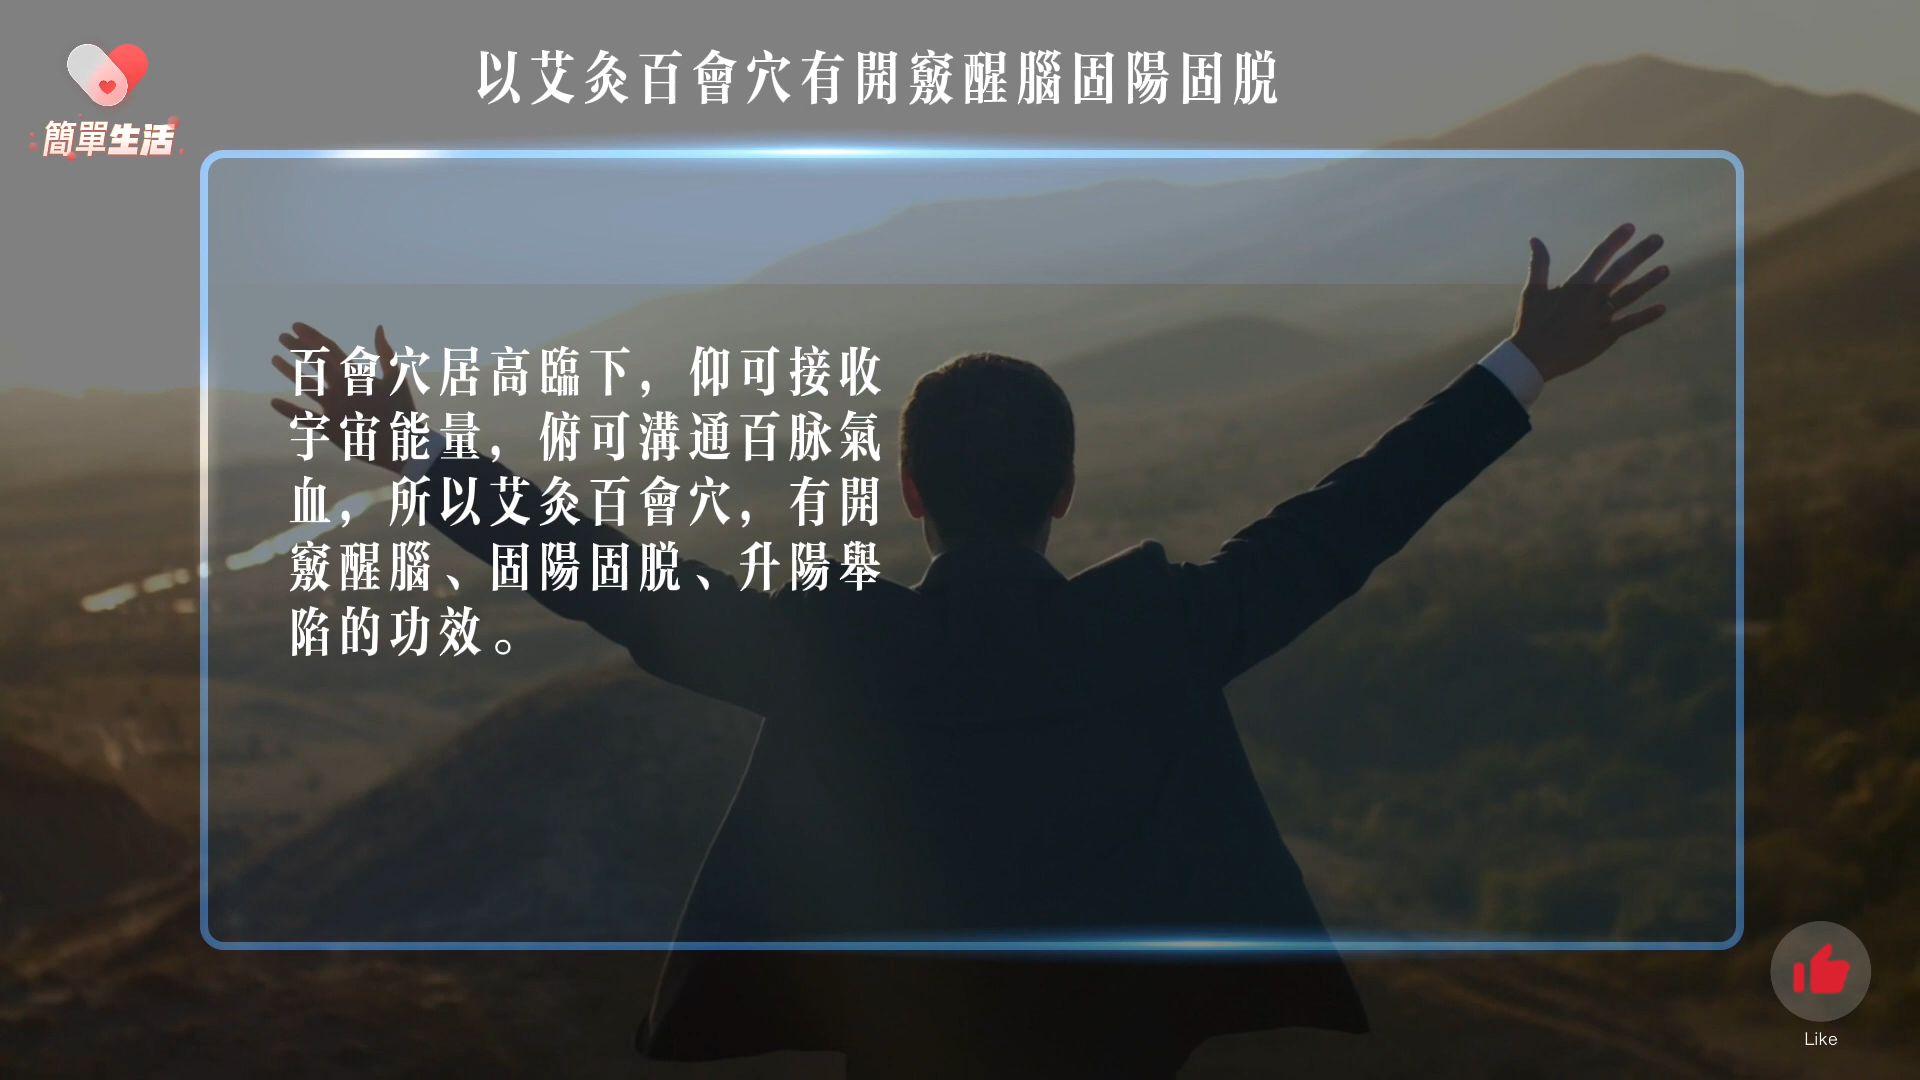 簡單生活
以艾灸百會穴有開竅醒腦固陽固脱
百會穴居高臨下，仰可接收
宇宙能量，俯可溝通百脉氣
血，所以艾灸百會穴，有開
竅醒腦、固陽固脱、升陽舉
陷的功效。
Like